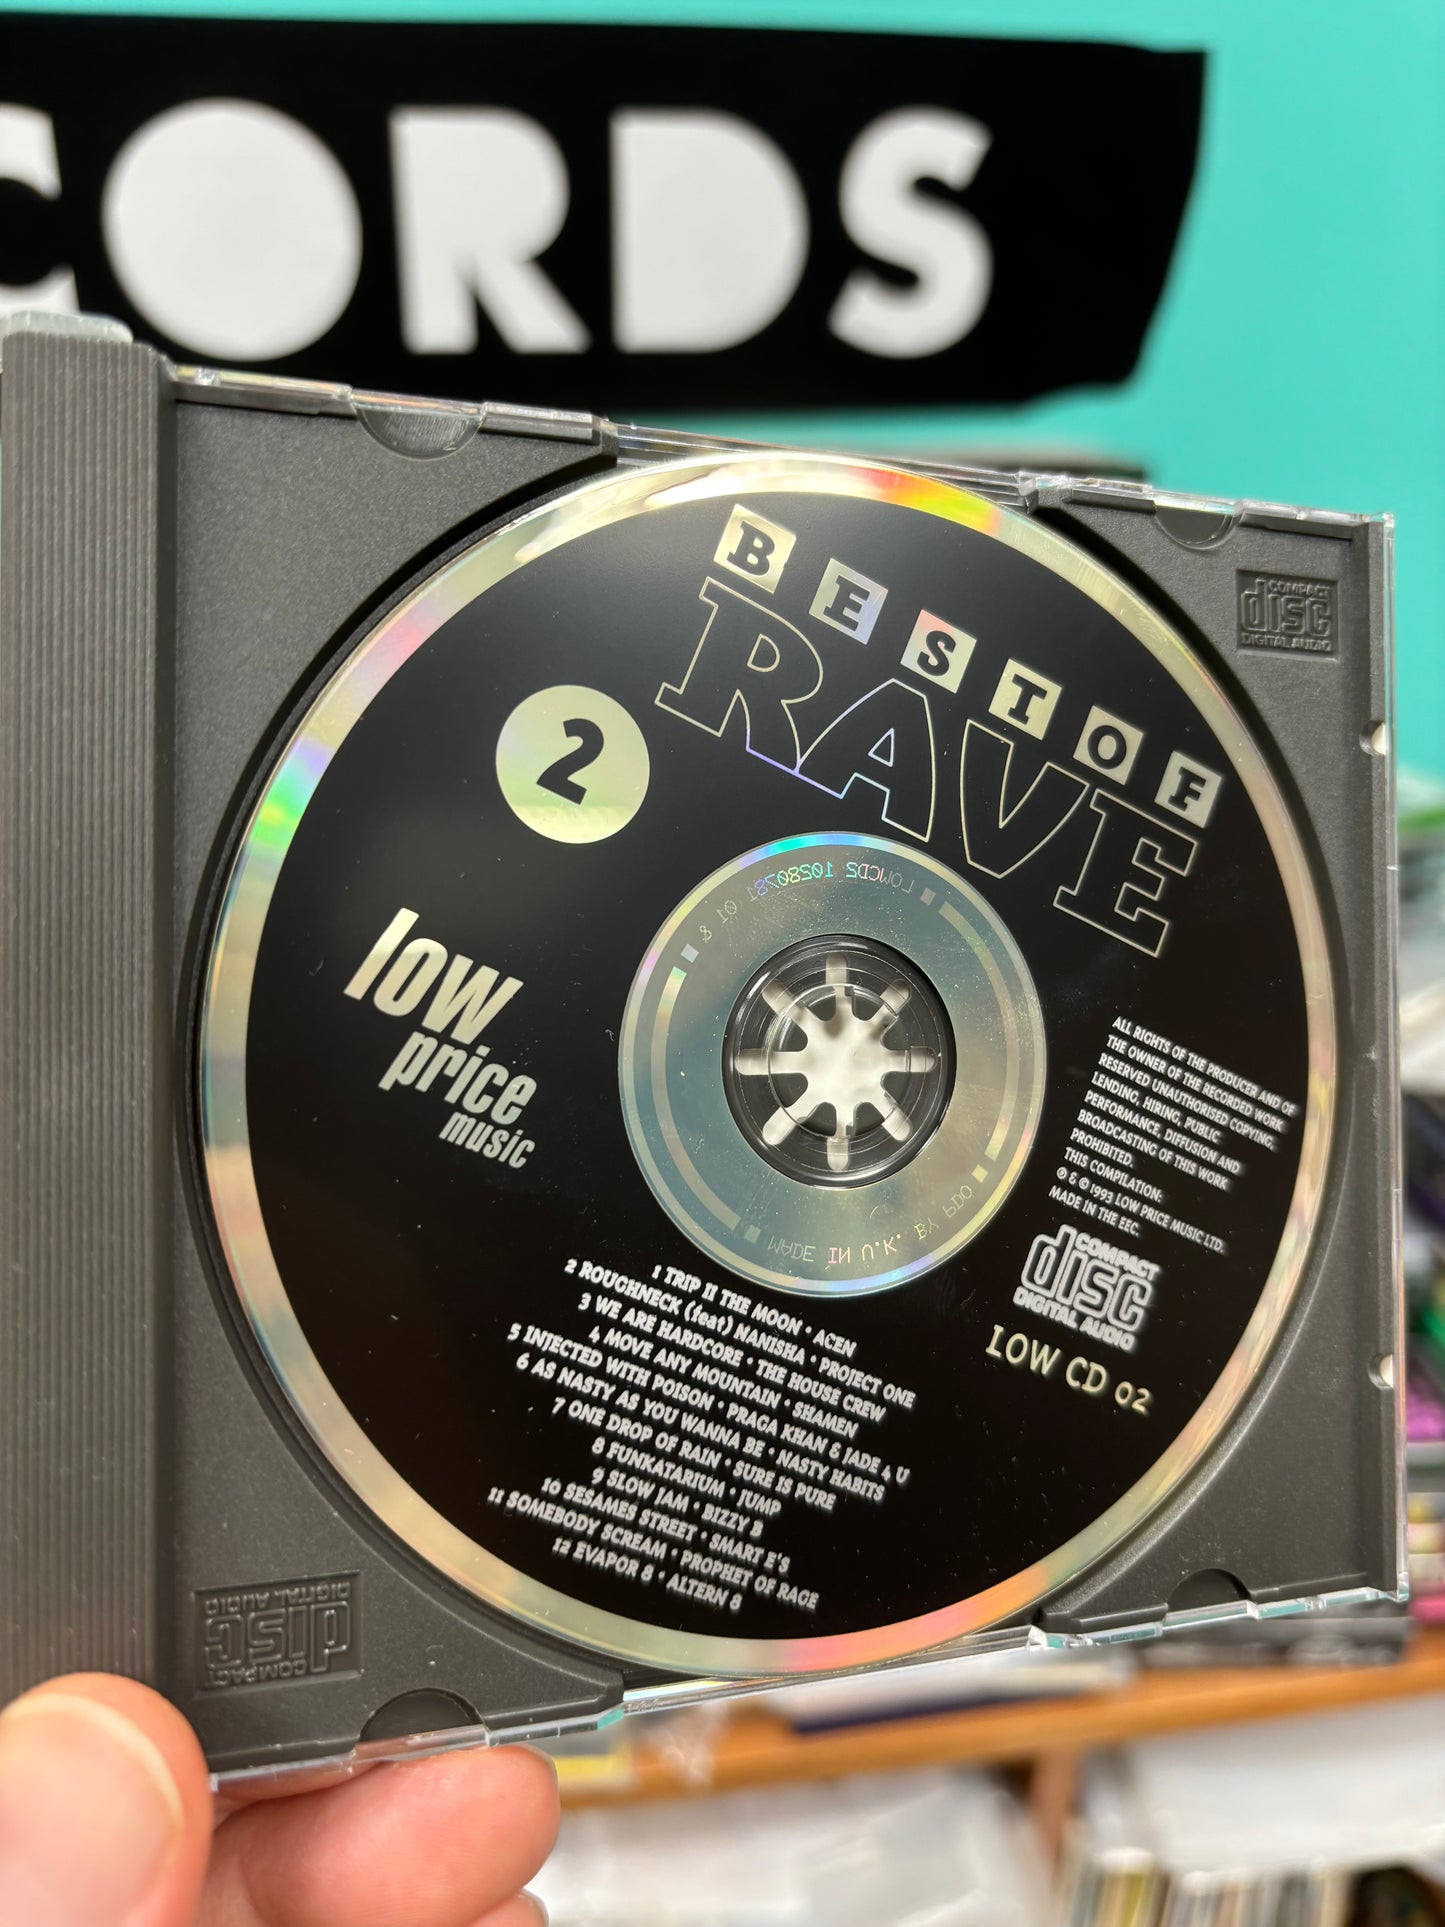 CORDS
BEST OF
RAVE
2
low
price
music
LOWCD2 10280781 01 &
MADE IN U.K. BY PDO
COMPACT
disc
DIGITAL AUDIO
ALL RIGHTS OF THE PRODUCER AND OF
THE OWNER OF THE RECORDED WORK
RESERVED UNAUTHORISED COPYING,
LENDING, HIRING, PUBLIC
PERFORMANCE, DIFFUSION AND
BROADCASTING OF THIS WORK
PROHIBITED.
THIS COMPILATION:
℗ & © 1993 LOW PRICE MUSIC LTD.
MADE IN THE EEC.
COMPACT
disc
DIGITAL AUDIO
LOW CD 02
1 TRIP II THE MOON • ACEN
2 ROUGHNECK (feat) NANISHA • PROJECT ONE
3 WE ARE HARDCORE • THE HOUSE CREW
4 MOVE ANY MOUNTAIN • SHAMEN
5 INJECTED WITH POISON • PRAGA KHAN & JADE 4 U
6 AS NASTY AS YOU WANNA BE • NASTY HABITS
7 ONE DROP OF RAIN • SURE IS PURE
8 FUNKATARIUM • JUMP
9 SLOW JAM • BIZZY B
10 SESAMES STREET • SMART E'S
11 SOMEBODY SCREAM • PROPHET OF RAGE
12 EVAPOR 8 • ALTERN 8
COMPACT
disc
DIGITAL AUDIO